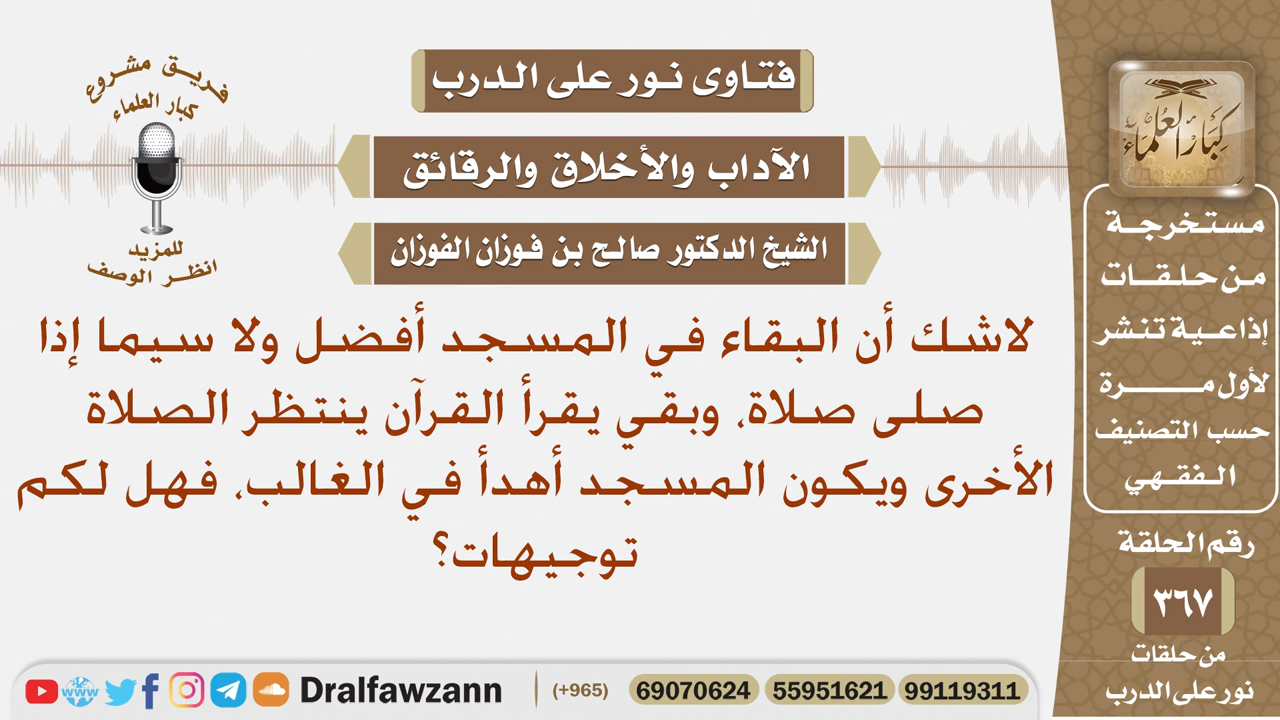 فتاوى نور على الدرب
الآداب والأخلاق والرقائق
الشيخ الدكتور صالح بن فوزان الفوزان
لاشك أن البقاء في المسجد أفضل ولا سيما إذا
صلى صلاة، وبقي يقرأ القرآن ينتظر الصلاة
الأخرى ويكون المسجد أهدأ في الغالب، فهل لكم
توجيهات؟
فريق مشروع
كبار العلماء
للمزيد
انظر الوصف
كبار العلماء
مستخرجة
من حلقات
إذاعية تنشر
لأول مرة
حسب التصنيف
الفقهي
رقم الحلقة
٣٦٧
من حلقات
نور على الدرب
www Dralfawzann (+965) 69070624 55951621 99119311